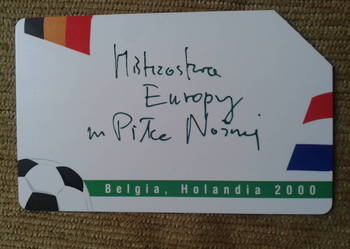 Mistrzostwa
Europy
w Piłce Nożnej
Belgia, Holandia 2000